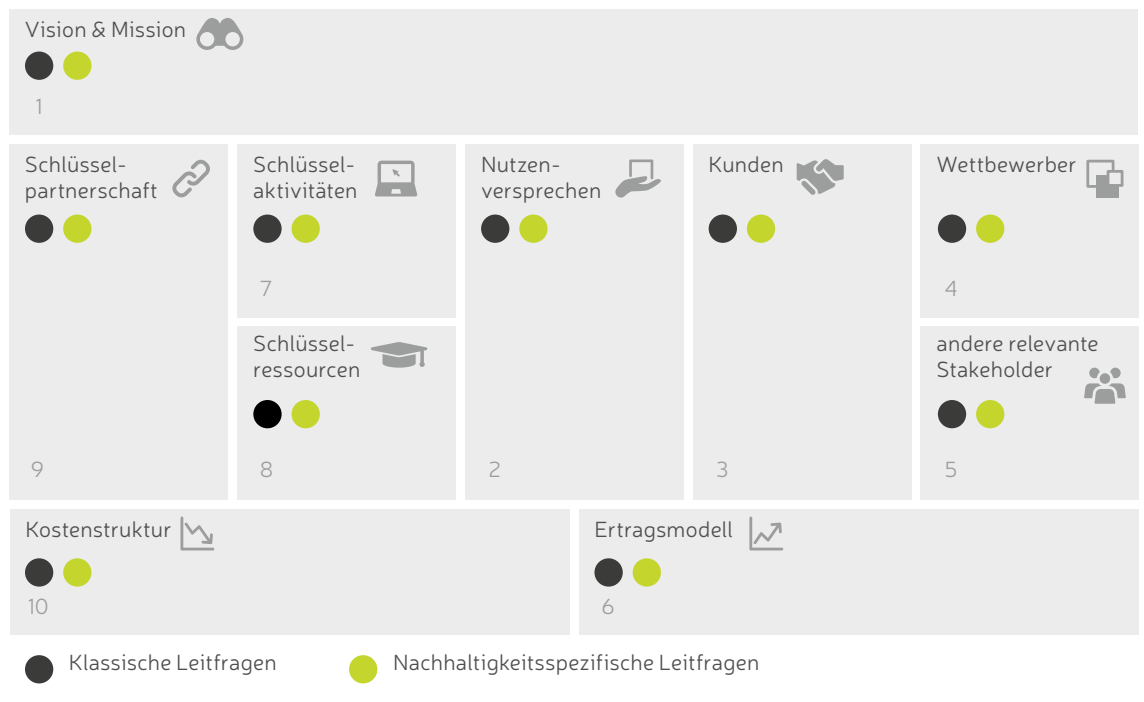 Vision & Mission
1
Schlüssel-
partnerschaft
9
Schlüssel-
aktivitäten
7
Schlüssel-
ressourcen
8
Nutzen-
versprechen
2
Kunden
3
Wettbewerber
4
andere relevante
Stakeholder
5
Kostenstruktur
10
Ertragsmodell
6
Klassische Leitfragen
Nachhaltigkeitsspezifische Leitfragen